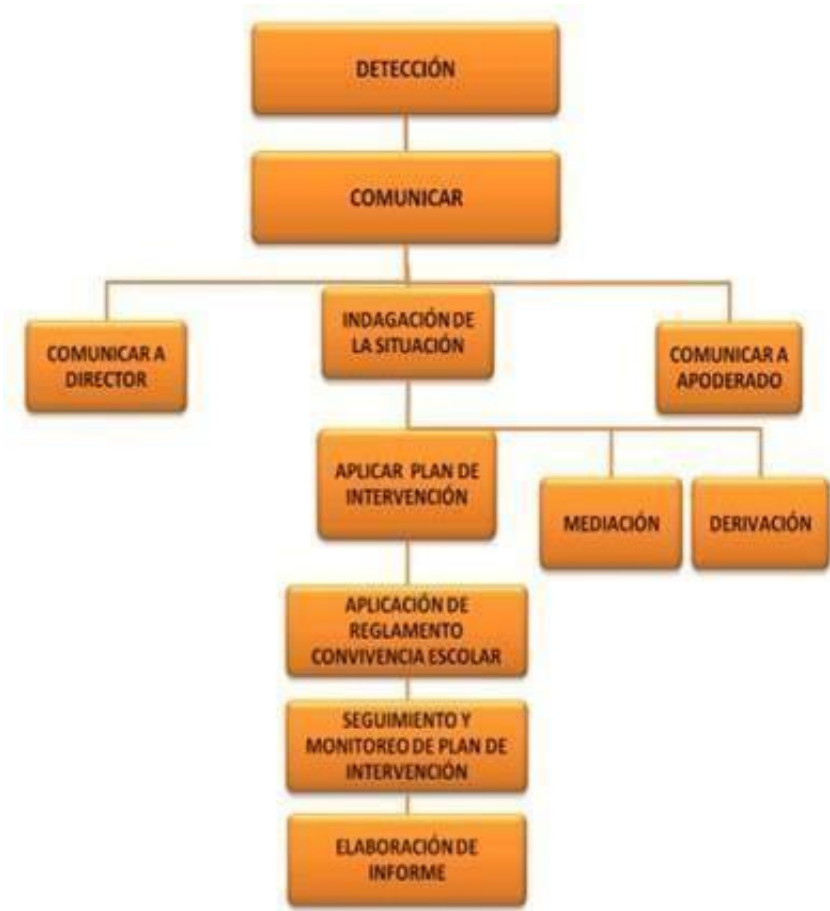 DETECCIÓN
COMUNICAR
COMUNICAR A
DIRECTOR
INDAGACIÓN DE
LA SITUACIÓN
COMUNICAR A
APODERADO
APLICAR PLAN DE
INTERVENCIÓN
MEDIACIÓN
DERIVACIÓN
APLICACIÓN DE
REGLAMENTO
CONVIVENCIA ESCOLAR
SEGUIMIENTO Y
MONITOREO DE PLAN DE
INTERVENCIÓN
ELABORACIÓN DE
INFORME